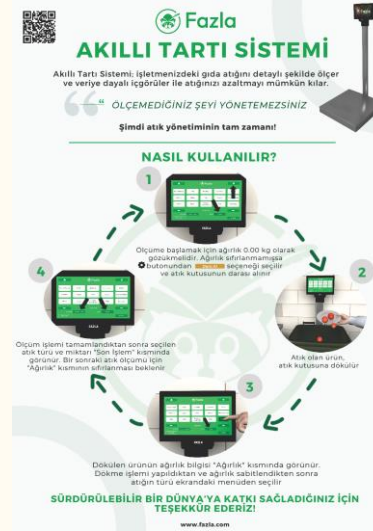 Fazla
AKILLI TARTI SİSTEMİ
Akıllı Tartı Sistemi; işletmenizdeki gıda atığını detaylı şekilde ölçer
ve veriye dayalı içgörüler ile atığınızı azaltmayı mümkün kılar.
“ ÖLÇEMEDİĞİNİZ ŞEYİ YÖNETEMEZSİNİZ
Şimdi atık yönetiminin tam zamanı!
NASIL KULLANILIR?
1
Ölçüme başlamak için ağırlık 0.00 kg olarak
gözükmelidir. Ağırlık sıfırlanmamışsa
butonundan seçeneği seçilir
ve atık kutusunun darası alınır
2
Atık olan ürün,
atık kutusuna dökülür
3
Dökülen ürünün ağırlık bilgisi "Ağırlık" kısmında görünür.
Dökme işlemi yapıldıktan ve ağırlık sabitlendikten sonra
atığın türü ekrandaki menüden seçilir
4
Ölçüm işlemi tamamlandıktan sonra seçilen
atık türü ve miktarı "Son İşlem" kısmında
görünür. Bir sonraki atık ölçümü için
"Ağırlık" kısmının sıfırlanması beklenir
SÜRDÜRÜLEBİLİR BİR DÜNYA'YA KATKI SAĞLADIĞINIZ İÇİN
TEŞEKKÜR EDERİZ!
www.fazla.com